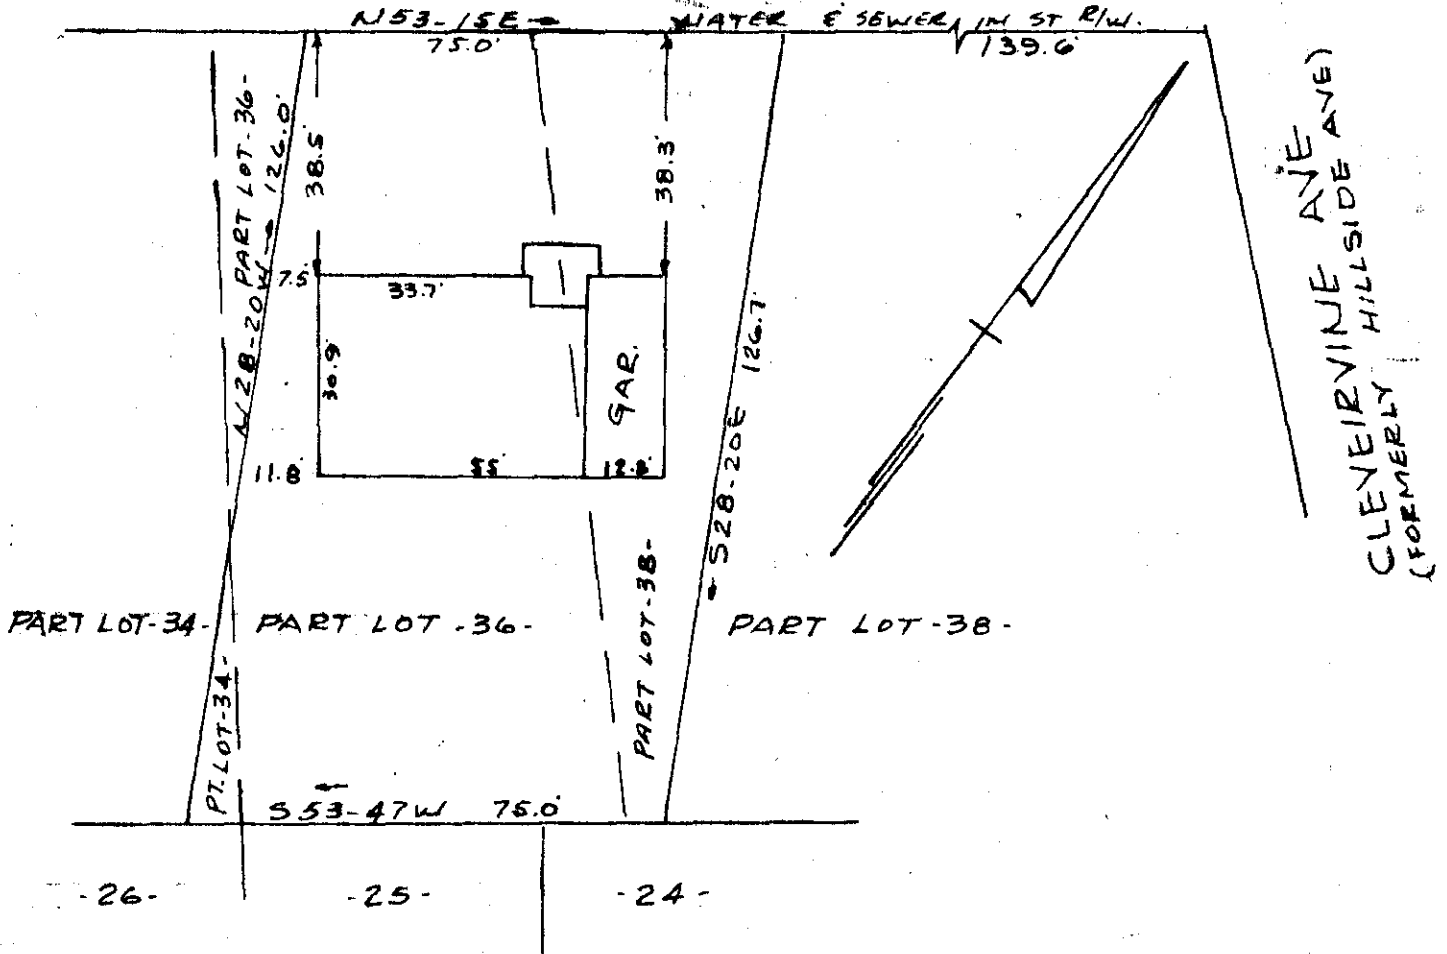 N53-15E
WATER & SEWER IN ST R/W.
75.0'
139.6'
N28-20W
126.0'
PART LOT-36-
38.5'
38.3'
7.5'
33.7'
30.9'
GAR.
11.8'
55'
12.8'
S28-20E 126.7'
CLEVEIRVINE AVE
(FORMERLY HILLSIDE AVE)
PART LOT-34-
PART LOT-36-
PART LOT-38-
PART LOT-38-
PT. LOT-34-
S53-47W 75.0'
-26-
-25-
-24-